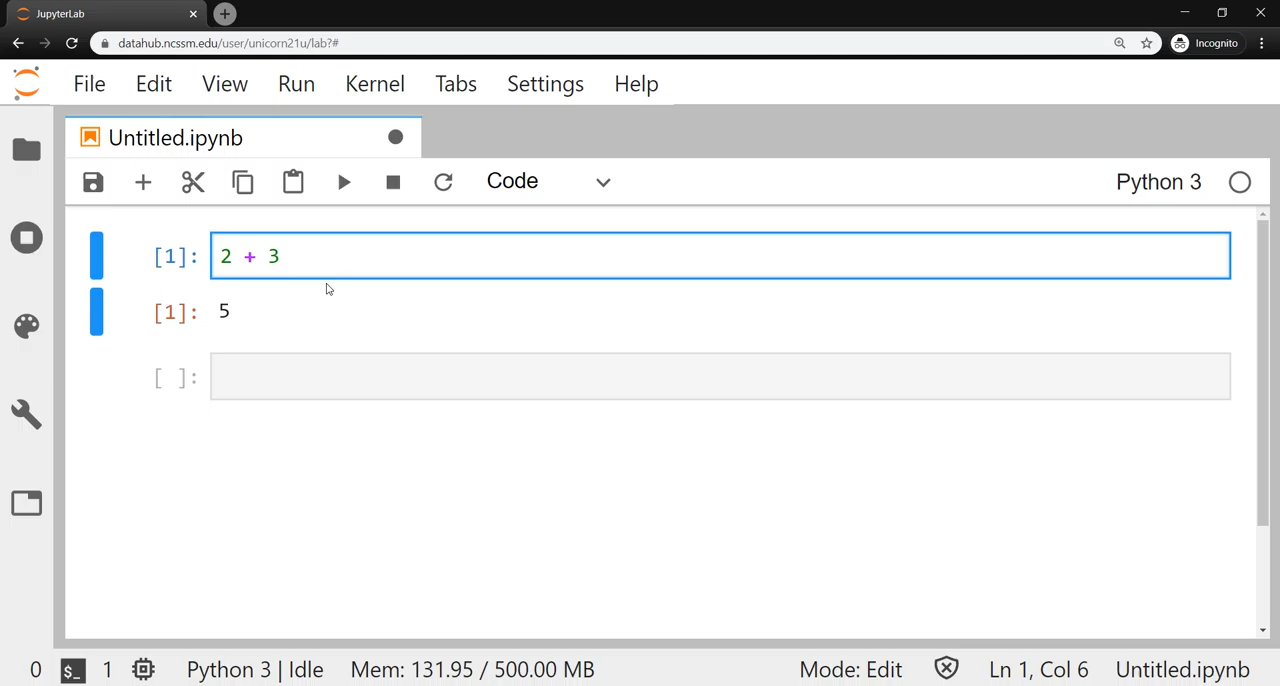 JupyterLab
datahub.ncssm.edu/user/unicorn21u/lab?#
Incognito
File Edit View Run Kernel Tabs Settings Help
Untitled.ipynb
Code
Python 3
[1]: 2 + 3
[1]: 5
[ ]:
0 $_ 1 Python 3 | Idle Mem: 131.95 / 500.00 MB Mode: Edit Ln 1, Col 6 Untitled.ipynb